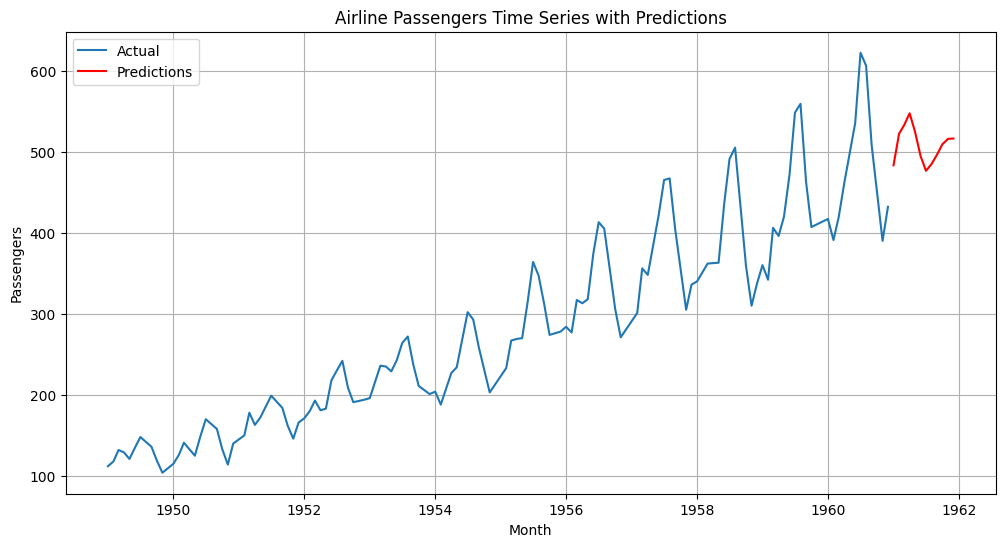 Airline Passengers Time Series with Predictions
Actual
Predictions
600
500
400
300
200
100
Passengers
1950 1952 1954 1956 1958 1960 1962
Month